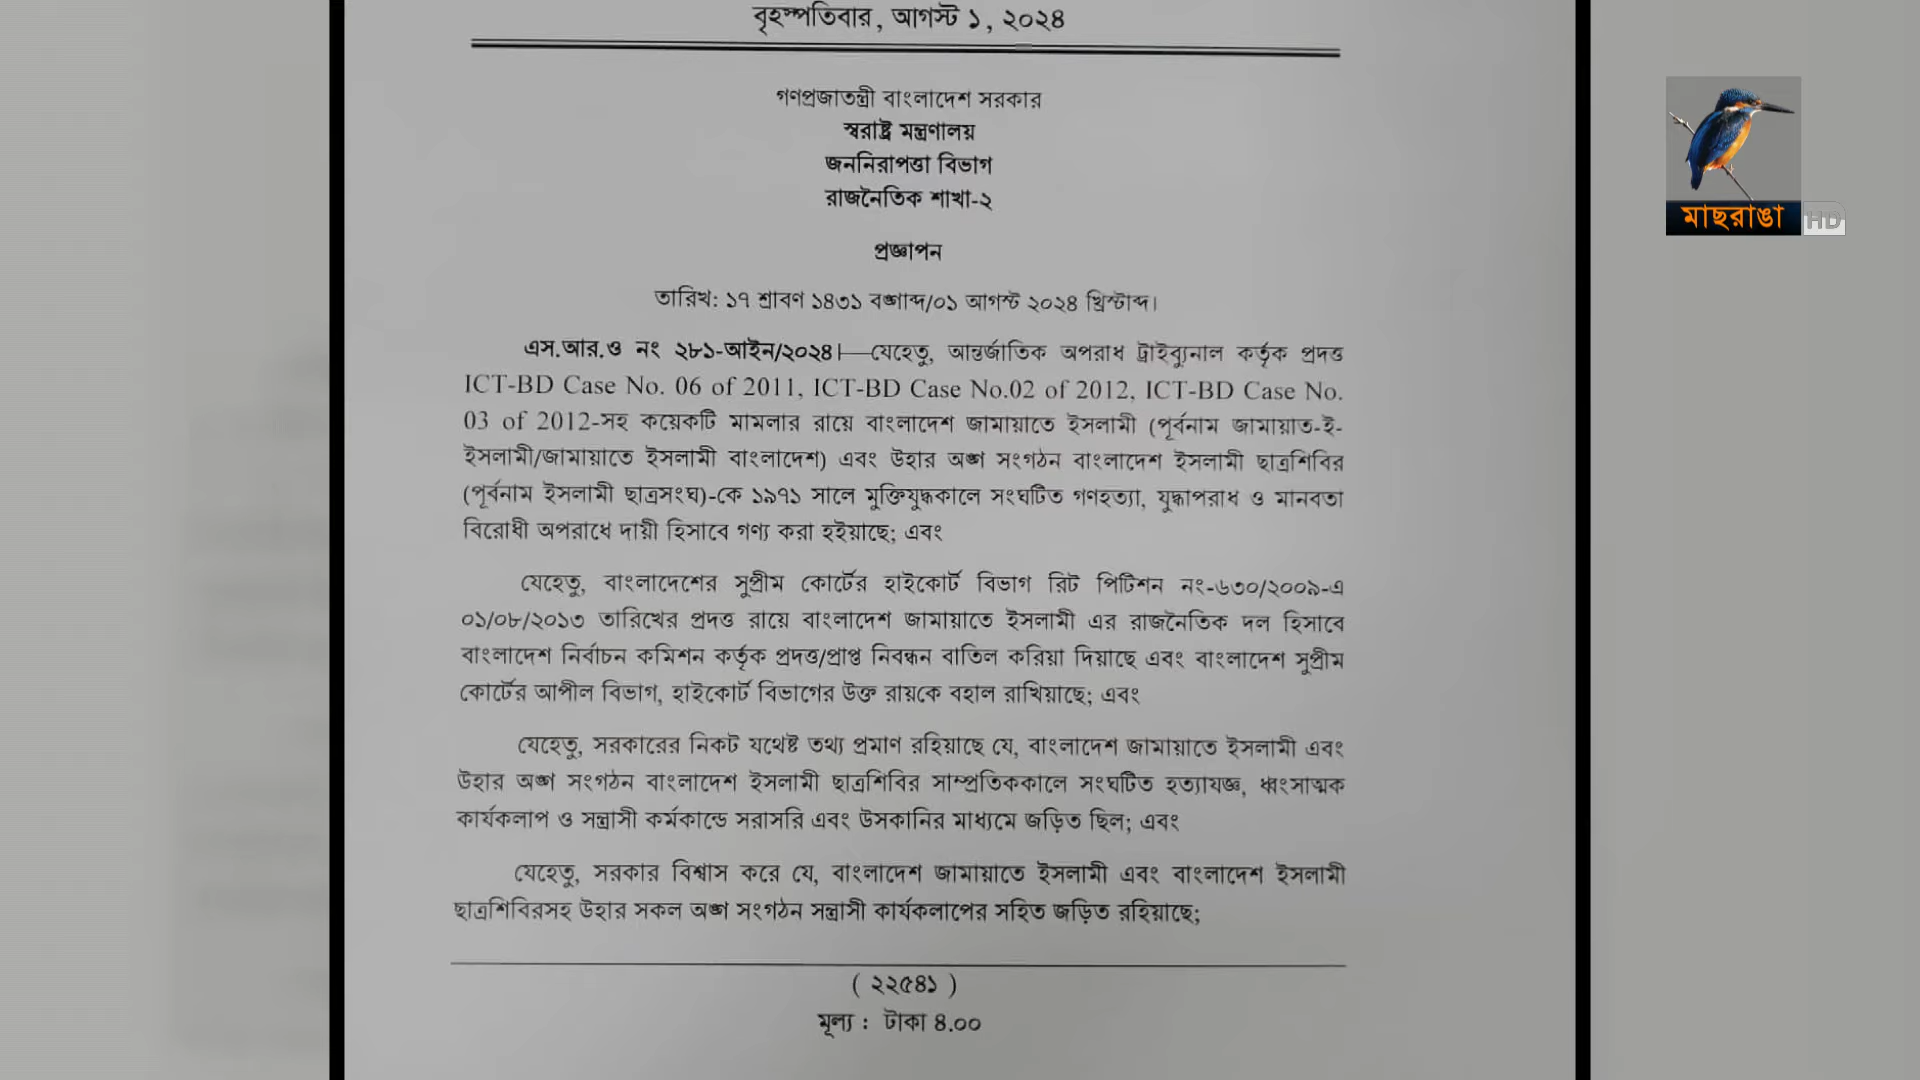 বৃহস্পতিবার, আগস্ট ১, ২০২৪
গণপ্রজাতন্ত্রী বাংলাদেশ সরকার
স্বরাষ্ট্র মন্ত্রণালয়
জননিরাপত্তা বিভাগ
রাজনৈতিক শাখা-২
প্রজ্ঞাপন
তারিখ: ১৭ শ্রাবণ ১৪৩১ বঙ্গাব্দ/০১ আগস্ট ২০২৪ খ্রিস্টাব্দ।
এস.আর.ও নং ২৮১-আইন/২০২৪।—যেহেতু, আন্তর্জাতিক অপরাধ ট্রাইব্যুনাল কর্তৃক প্রদত্ত
ICT-BD Case No. 06 of 2011, ICT-BD Case No.02 of 2012, ICT-BD Case No.
03 of 2012-সহ কয়েকটি মামলার রায়ে বাংলাদেশ জামায়াতে ইসলামী (পূর্বনাম জামায়াত-ই-
ইসলামী/জামায়াতে ইসলামী বাংলাদেশ) এবং উহার অঙ্গ সংগঠন বাংলাদেশ ইসলামী ছাত্রশিবির
(পূর্বনাম ইসলামী ছাত্রসংঘ)-কে ১৯৭১ সালে মুক্তিযুদ্ধকালে সংঘটিত গণহত্যা, যুদ্ধাপরাধ ও মানবতা
বিরোধী অপরাধে দায়ী হিসাবে গণ্য করা হইয়াছে; এবং
যেহেতু, বাংলাদেশের সুপ্রীম কোর্টের হাইকোর্ট বিভাগ রিট পিটিশন নং-৬৩০/২০০৯-এ
০১/০৮/২০১৩ তারিখের প্রদত্ত রায়ে বাংলাদেশ জামায়াতে ইসলামী এর রাজনৈতিক দল হিসাবে
বাংলাদেশ নির্বাচন কমিশন কর্তৃক প্রদত্ত/প্রাপ্ত নিবন্ধন বাতিল করিয়া দিয়াছে এবং বাংলাদেশ সুপ্রীম
কোর্টের আপীল বিভাগ, হাইকোর্ট বিভাগের উক্ত রায়কে বহাল রাখিয়াছে; এবং
যেহেতু, সরকারের নিকট যথেষ্ট তথ্য প্রমাণ রহিয়াছে যে, বাংলাদেশ জামায়াতে ইসলামী এবং
উহার অঙ্গ সংগঠন বাংলাদেশ ইসলামী ছাত্রশিবির সাম্প্রতিককালে সংঘটিত হত্যাযজ্ঞ, ধ্বংসাত্মক
কার্যকলাপ ও সন্ত্রাসী কর্মকান্ডে সরাসরি এবং উসকানির মাধ্যমে জড়িত ছিল; এবং
যেহেতু, সরকার বিশ্বাস করে যে, বাংলাদেশ জামায়াতে ইসলামী এবং বাংলাদেশ ইসলামী
ছাত্রশিবিরসহ উহার সকল অঙ্গ সংগঠন সন্ত্রাসী কার্যকলাপের সহিত জড়িত রহিয়াছে;
( ২২৫৪১ )
মূল্য : টাকা ৪.০০
মাছরাঙা HD